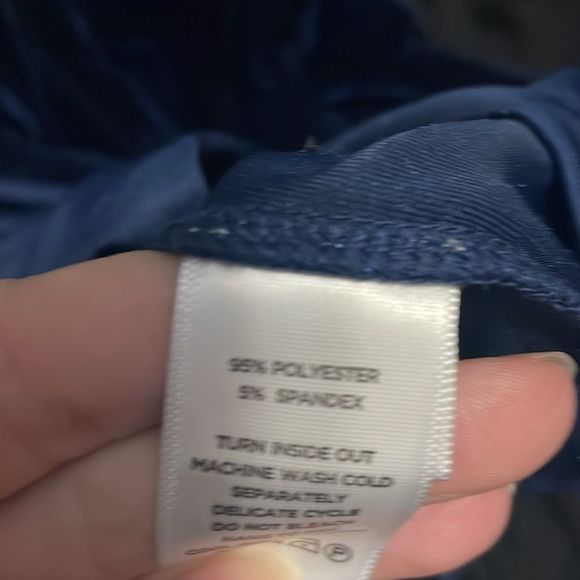 95% POLYESTER
5% SPANDEX
TURN INSIDE OUT
MACHINE WASH COLD
SEPARATELY
DELICATE CYCLE
DO NOT BLEACH